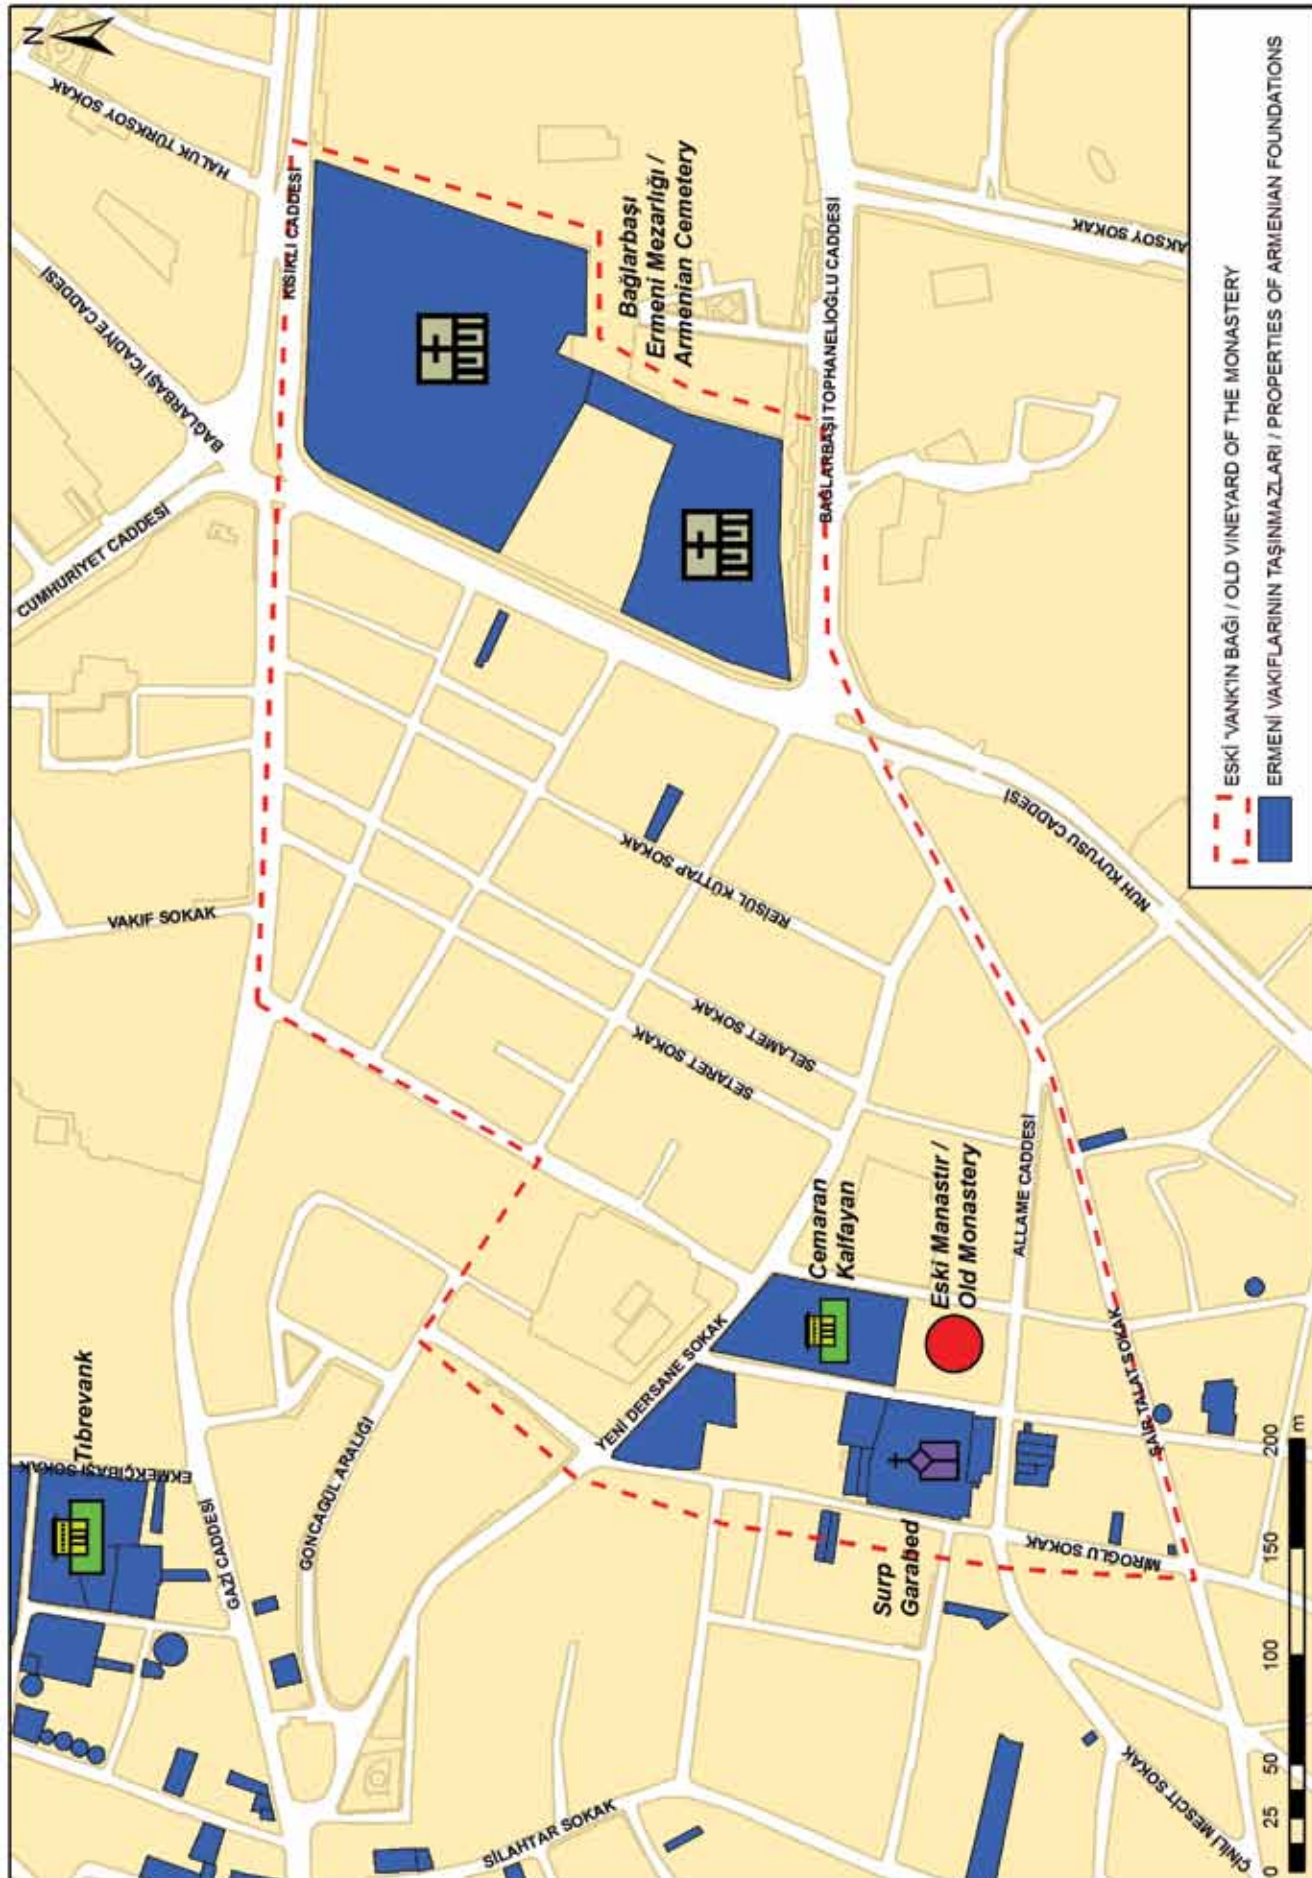 N
HALUK TÜRKSOY SOKAK
BAĞLARBAŞI İCADİYE CADDESİ
CUMHURİYET CADDESİ
KISIKLI CADDESİ
VAKIF SOKAK
Bağlarbaşı
Ermeni Mezarlığı /
Armenian Cemetery
BAĞLARBAŞI TOPHANELİOĞLU CADDESİ
AKSOY SOKAK
NUH KUYUSU CADDESİ
REİSÜL KÜTTAP SOKAK
SELAMET SOKAK
SETARET SOKAK
ALLAME CADDESİ
Cemaran
Kalfayan
Eski Manastır /
Old Monastery
YENİ DERSANE SOKAK
ŞAİR TALAT SOKAK
MİROĞLU SOKAK
Surp
Garabed
Tıbrevank
EKMEKÇİBAŞI SOKAK
GAZİ CADDESİ
GONCAGÜL ARALIĞI
SİLAHTAR SOKAK
ÇİNİLİ MESCİT SOKAK
0 25 50 100 150 200
m
ESKİ 'VANK'IN BAĞI / OLD VINEYARD OF THE MONASTERY
ERMENİ VAKIFLARININ TAŞINMAZLARI / PROPERTIES OF ARMENIAN FOUNDATIONS